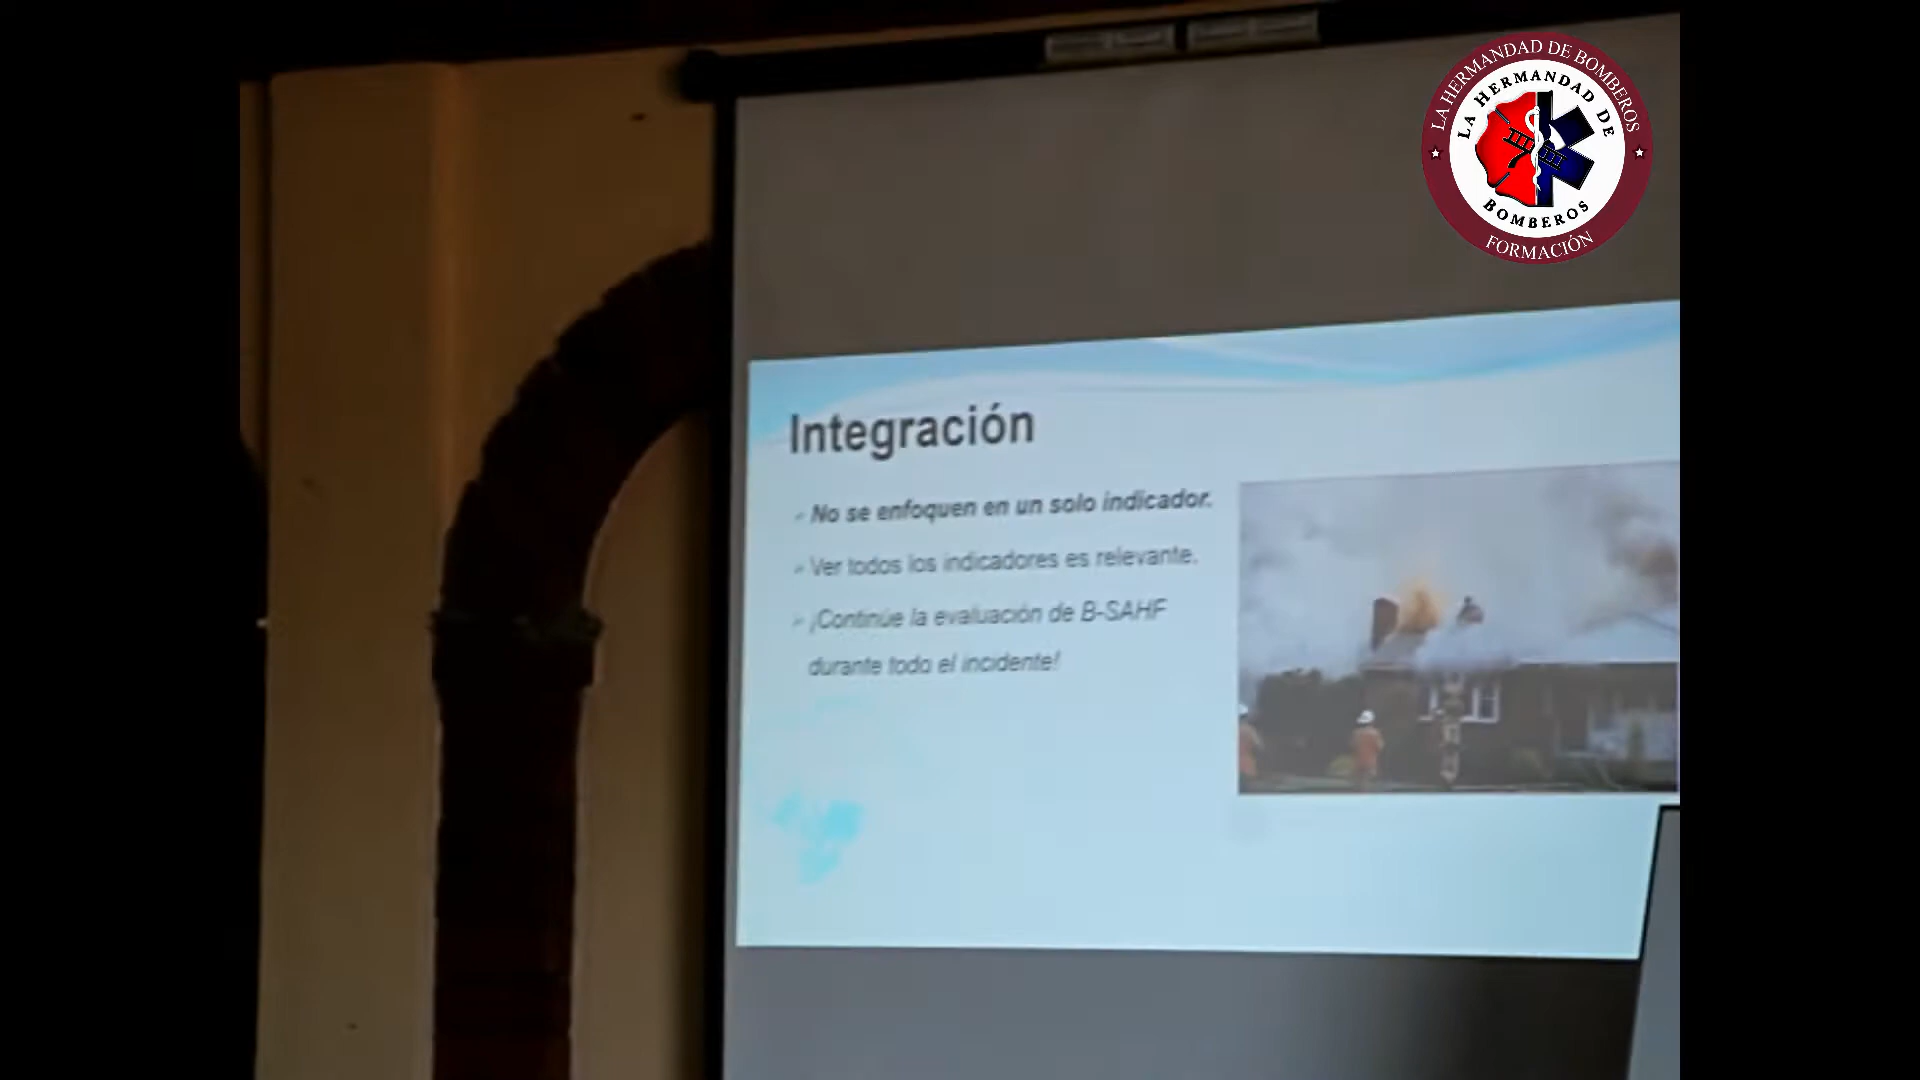 LA HERMANDAD DE BOMBEROS
LA HERMANDAD DE
BOMBEROS
FORMACIÓN
Integración
No se enfoquen en un solo indicador.
Ver todos los indicadores es relevante.
¡Continúe la evaluación de B-SAHF
durante todo el incidente!